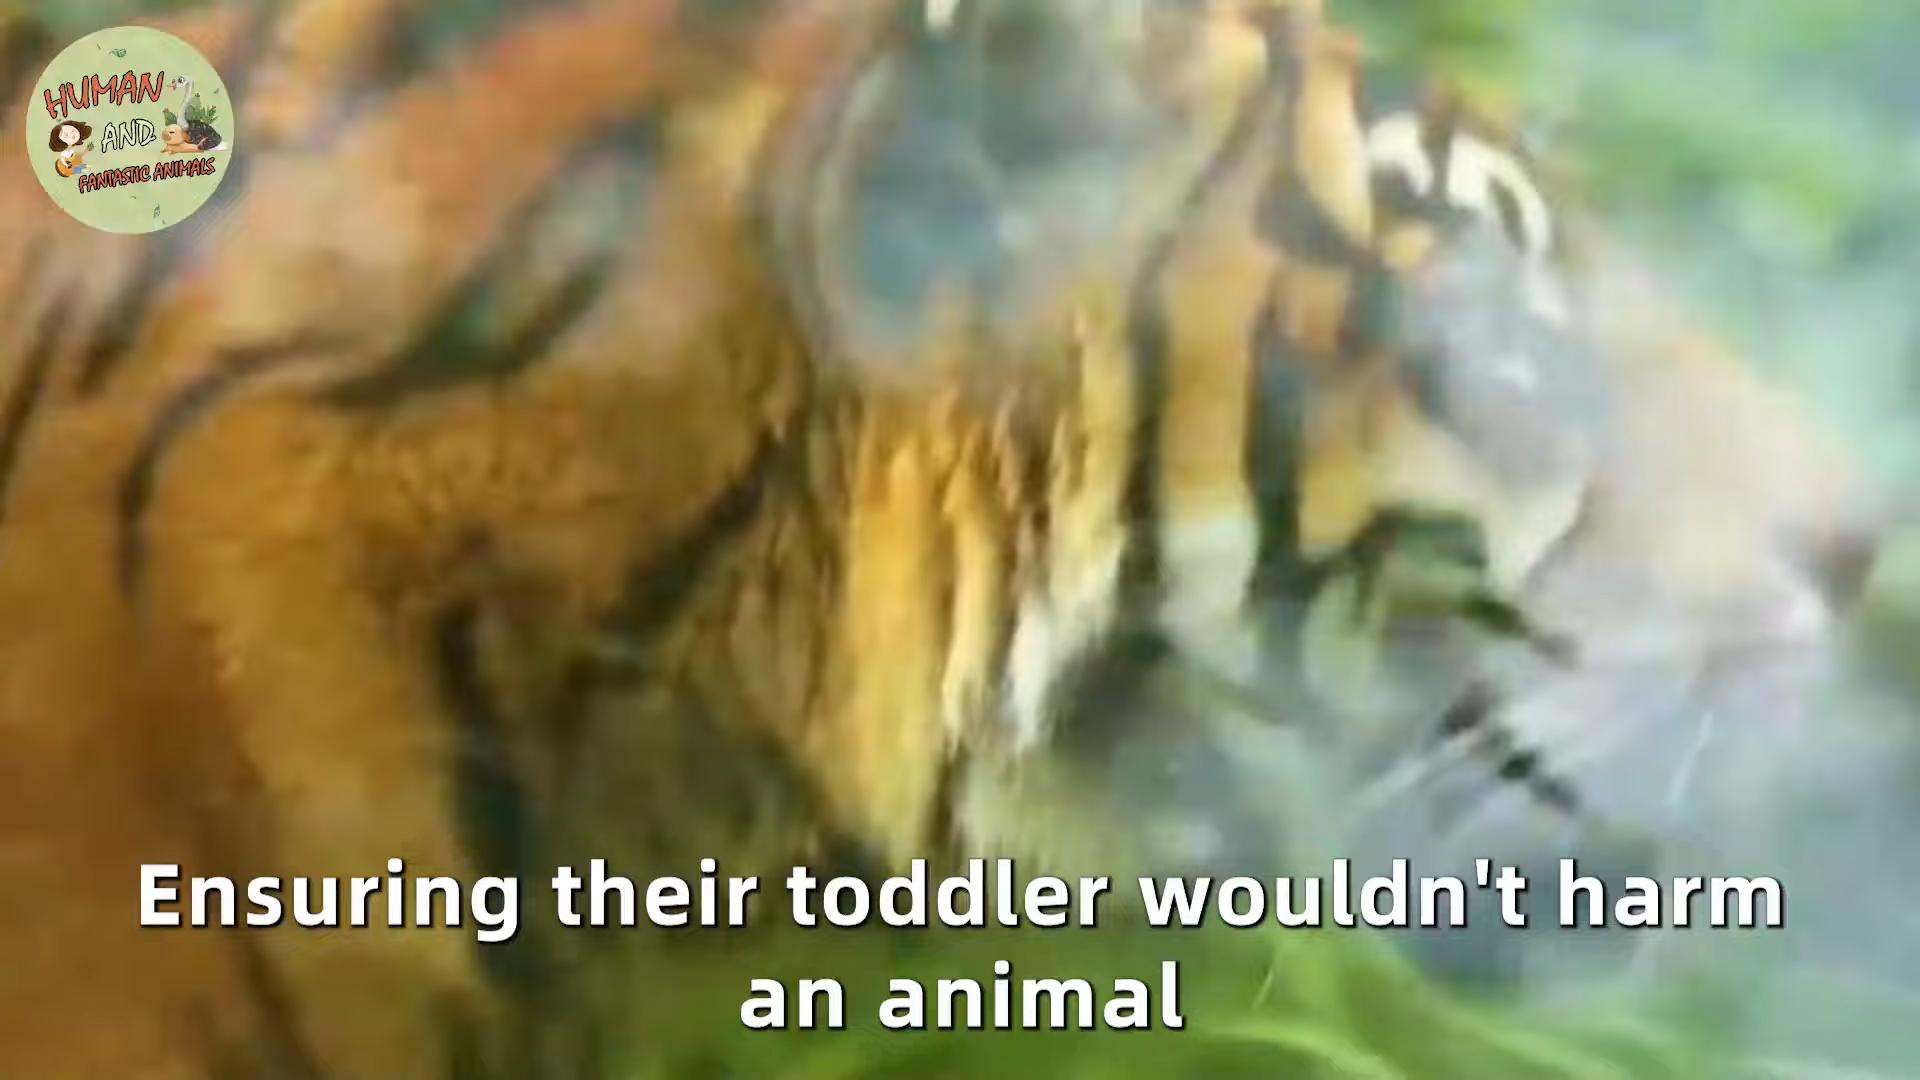 HUMAN
AND
FANTASTIC ANIMALS
Ensuring their toddler wouldn't harm
an animal